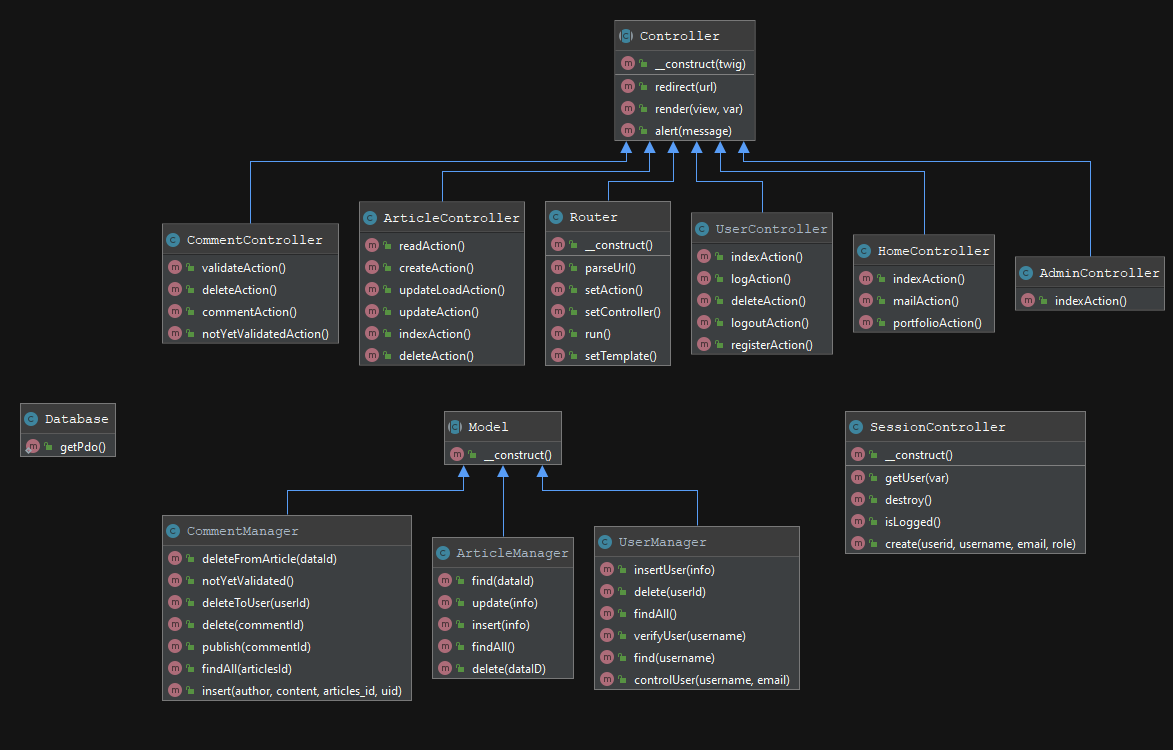 Controller
__construct(twig)
redirect(url)
render(view, var)
alert(message)
CommentController
validateAction()
deleteAction()
commentAction()
notYetValidatedAction()
ArticleController
readAction()
createAction()
updateLoadAction()
updateAction()
indexAction()
deleteAction()
Router
__construct()
parseUrl()
setAction()
setController()
run()
setTemplate()
UserController
indexAction()
logAction()
deleteAction()
logoutAction()
registerAction()
HomeController
indexAction()
mailAction()
portfolioAction()
AdminController
indexAction()
Database
getPdo()
Model
__construct()
SessionController
__construct()
getUser(var)
destroy()
isLogged()
create(userid, username, email, role)
CommentManager
deleteFromArticle(dataId)
notYetValidated()
deleteToUser(userId)
delete(commentId)
publish(commentId)
findAll(articlesId)
insert(author, content, articles_id, uid)
ArticleManager
find(dataId)
update(info)
insert(info)
findAll()
delete(dataID)
UserManager
insertUser(info)
delete(userId)
findAll()
verifyUser(username)
find(username)
controlUser(username, email)